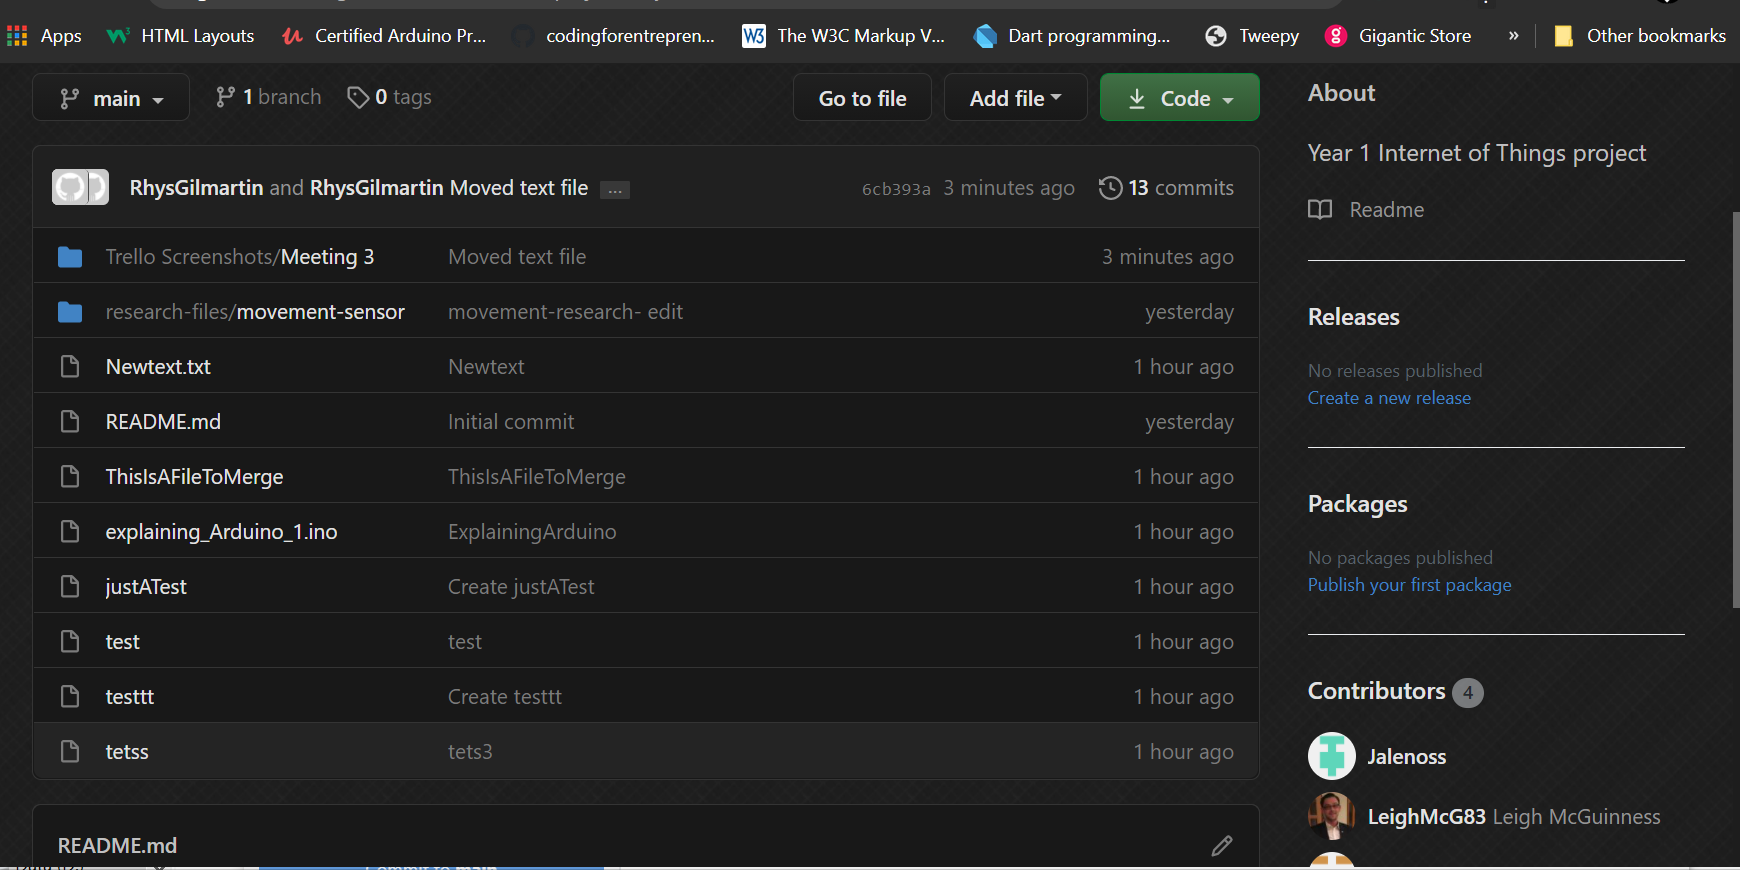 Apps HTML Layouts Certified Arduino Pr... codingforentrepren... The W3C Markup V... Dart programming... Tweepy Gigantic Store » Other bookmarks
main 1 branch 0 tags Go to file Add file Code
RhysGilmartin and RhysGilmartin Moved text file ... 6cb393a 3 minutes ago 13 commits
Trello Screenshots/Meeting 3 Moved text file 3 minutes ago
research-files/movement-sensor movement-research- edit yesterday
Newtext.txt Newtext 1 hour ago
README.md Initial commit yesterday
ThisIsAFileToMerge ThisIsAFileToMerge 1 hour ago
explaining_Arduino_1.ino ExplainingArduino 1 hour ago
justATest Create justATest 1 hour ago
test test 1 hour ago
testtt Create testtt 1 hour ago
tetss tets3 1 hour ago
README.md
About
Year 1 Internet of Things project
Readme
Releases
No releases published
Create a new release
Packages
No packages published
Publish your first package
Contributors 4
Jalenoss
LeighMcG83 Leigh McGuinness